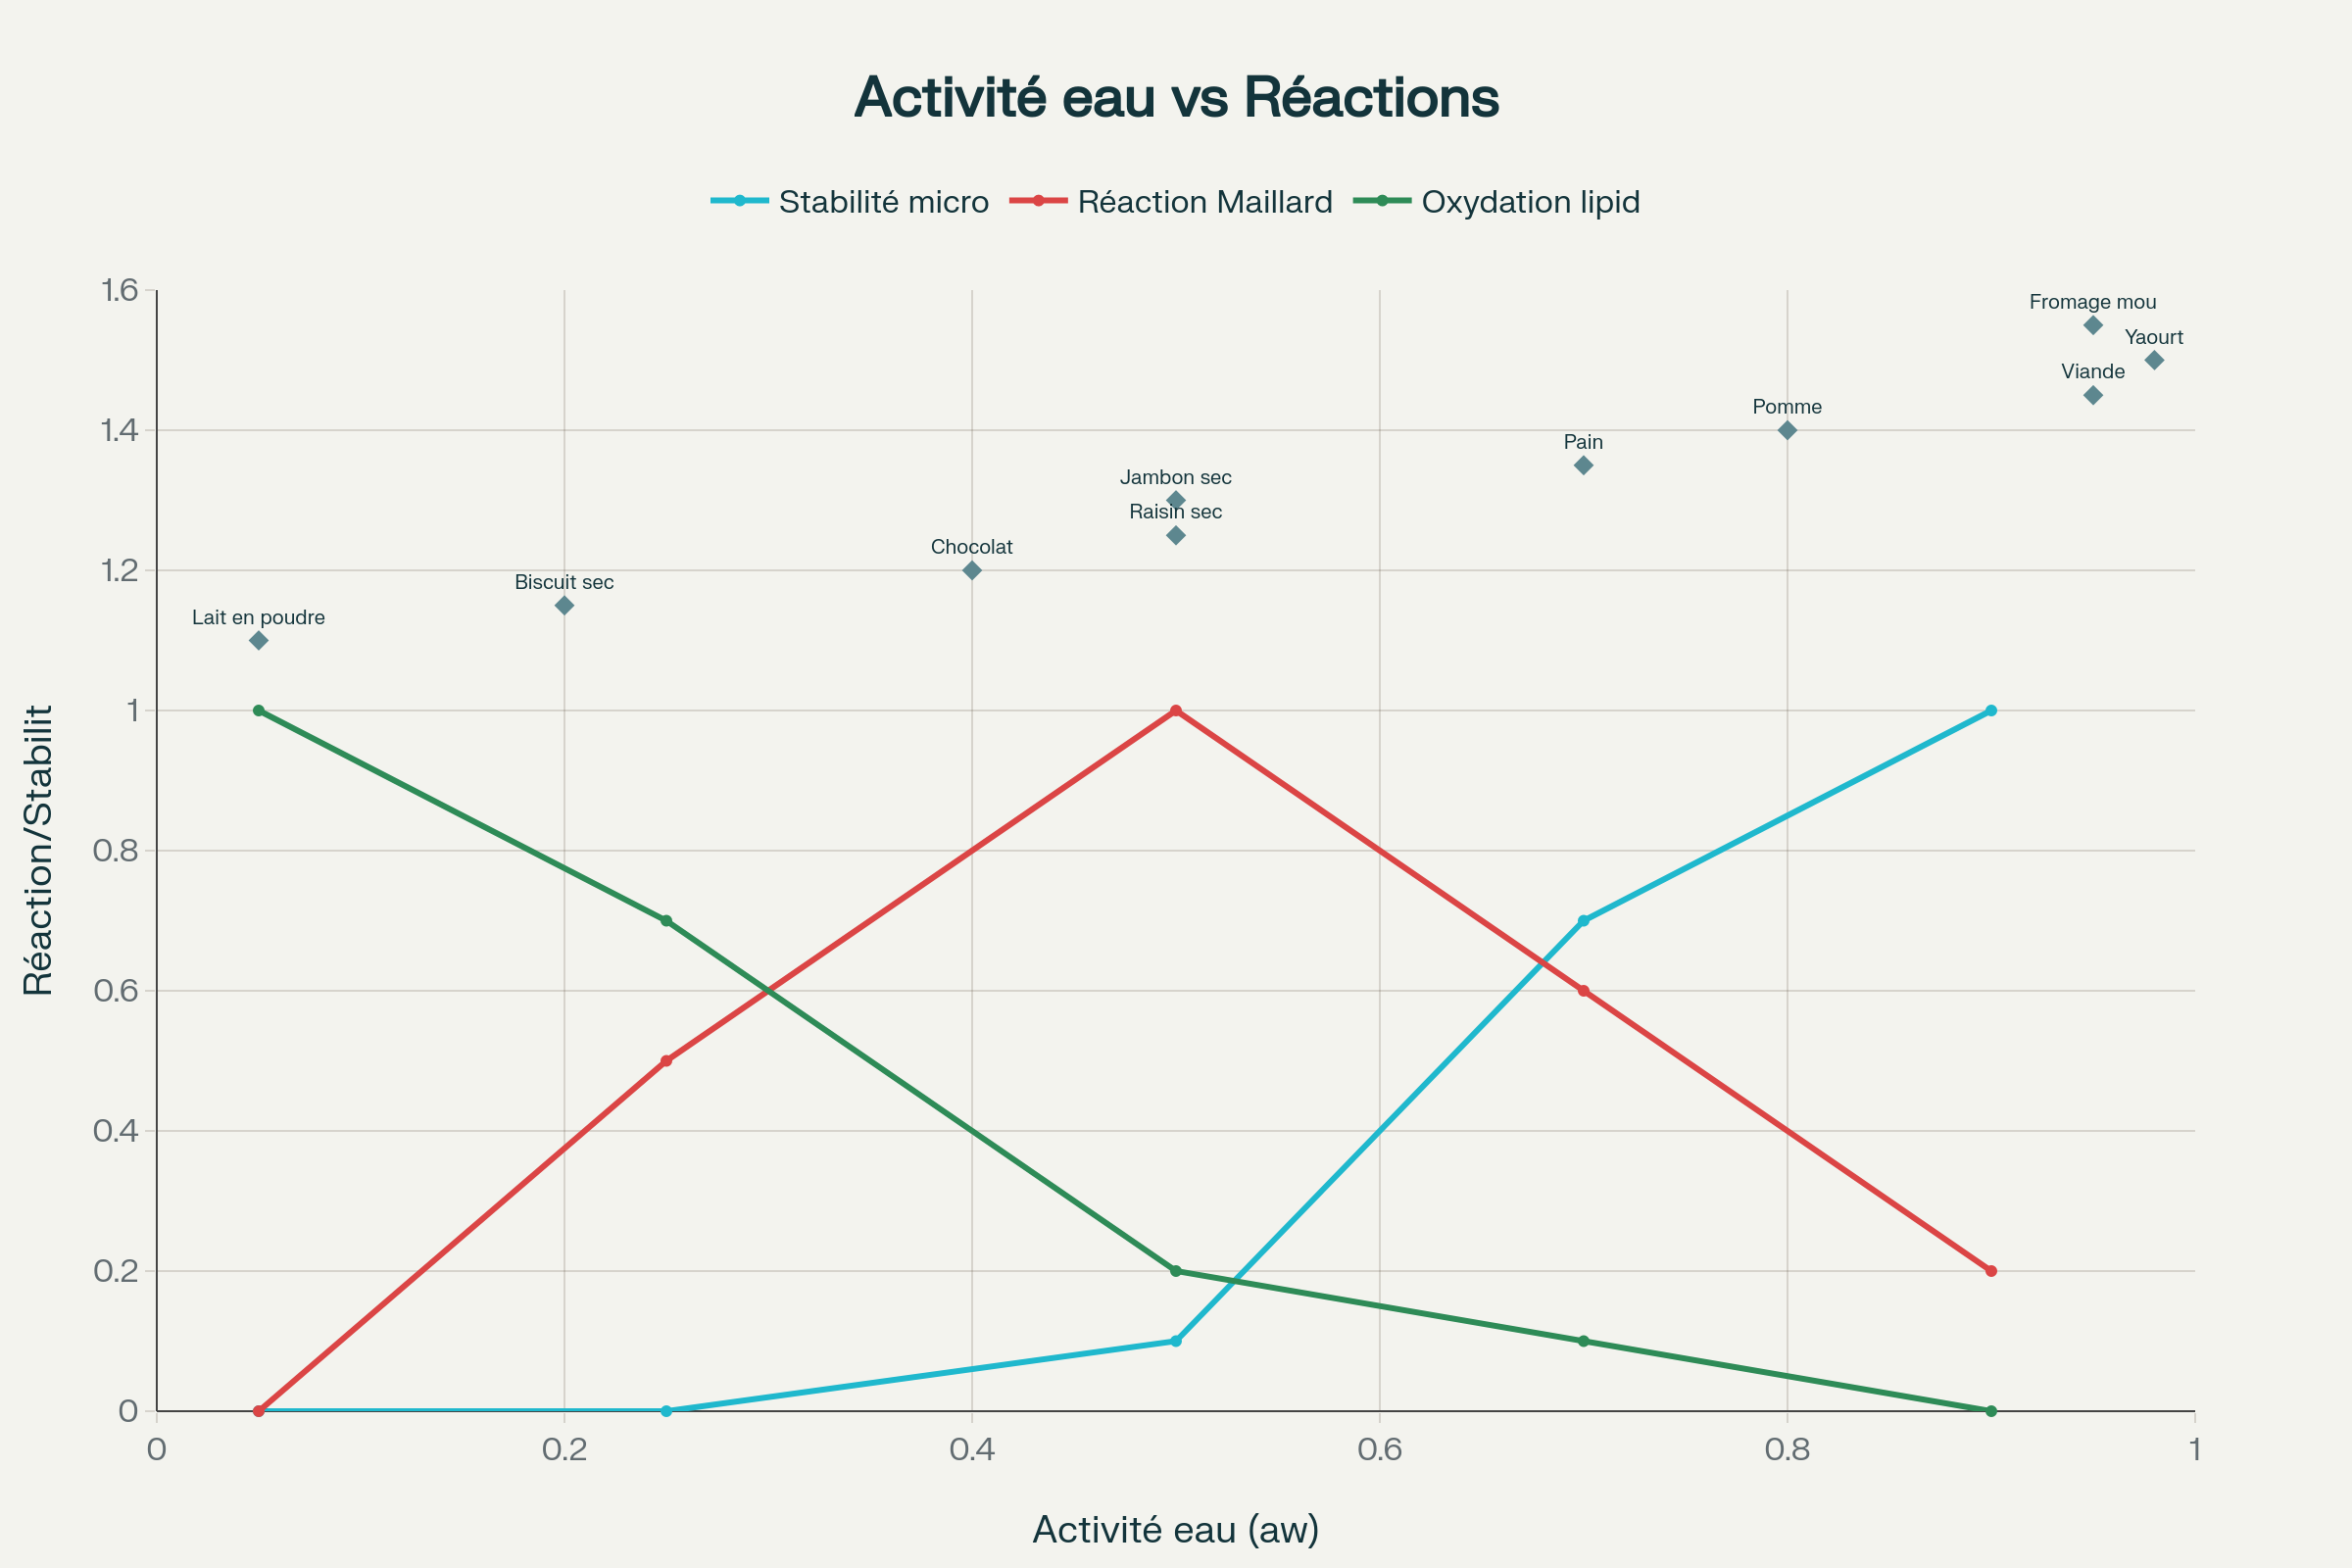 Activité eau vs Réactions
Stabilité micro Réaction Maillard Oxydation lipid
1.6
1.4
1.2
1
0.8
0.6
0.4
0.2
0
Réaction/Stabilit
Fromage mou
Yaourt
Viande
Pomme
Pain
Jambon sec
Raisin sec
Chocolat
Biscuit sec
Lait en poudre
0 0.2 0.4 0.6 0.8 1
Activité eau (aw)